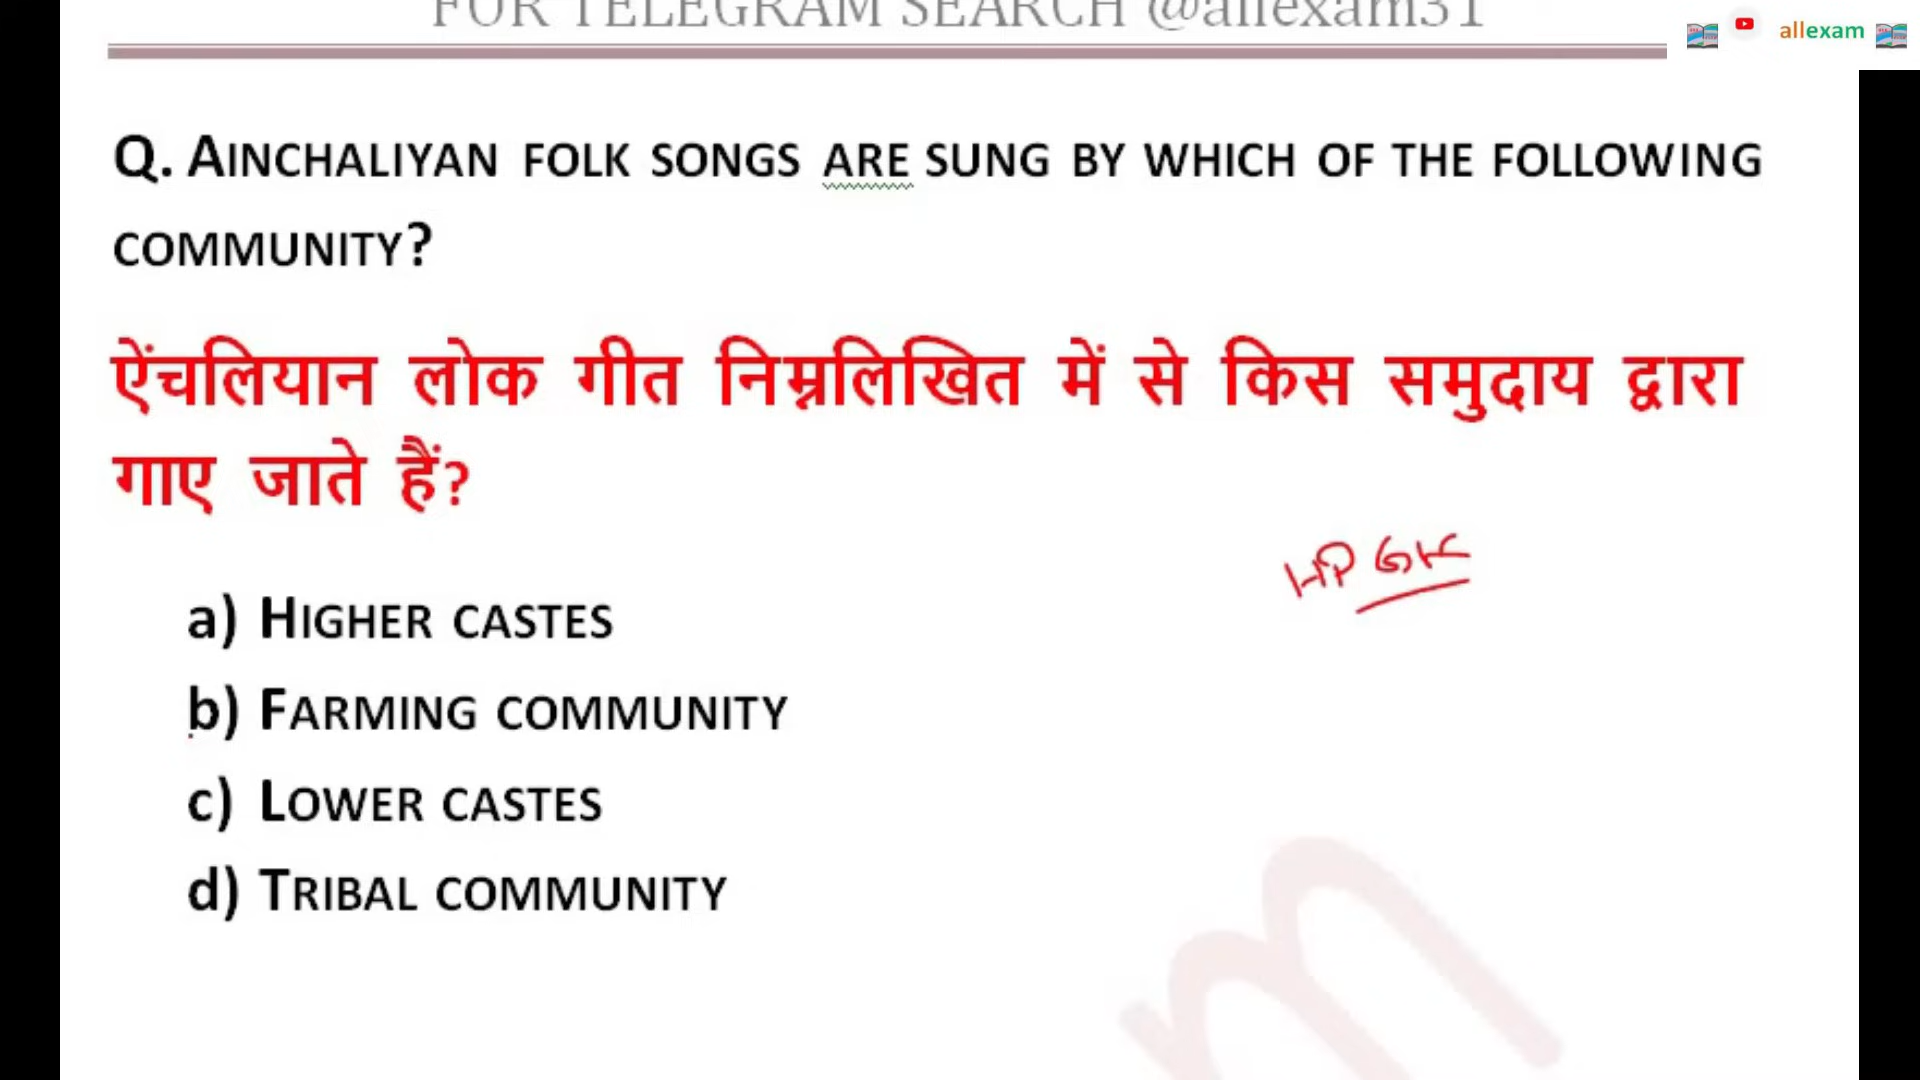 FOR TELEGRAM SEARCH @allexam31
allexam
Q. AINCHALIYAN FOLK SONGS ARE SUNG BY WHICH OF THE FOLLOWING
COMMUNITY?
ऐंचलियान लोक गीत निम्नलिखित में से किस समुदाय द्वारा
गाए जाते हैं?
HP GK
a) HIGHER CASTES
b) FARMING COMMUNITY
c) LOWER CASTES
d) TRIBAL COMMUNITY
m